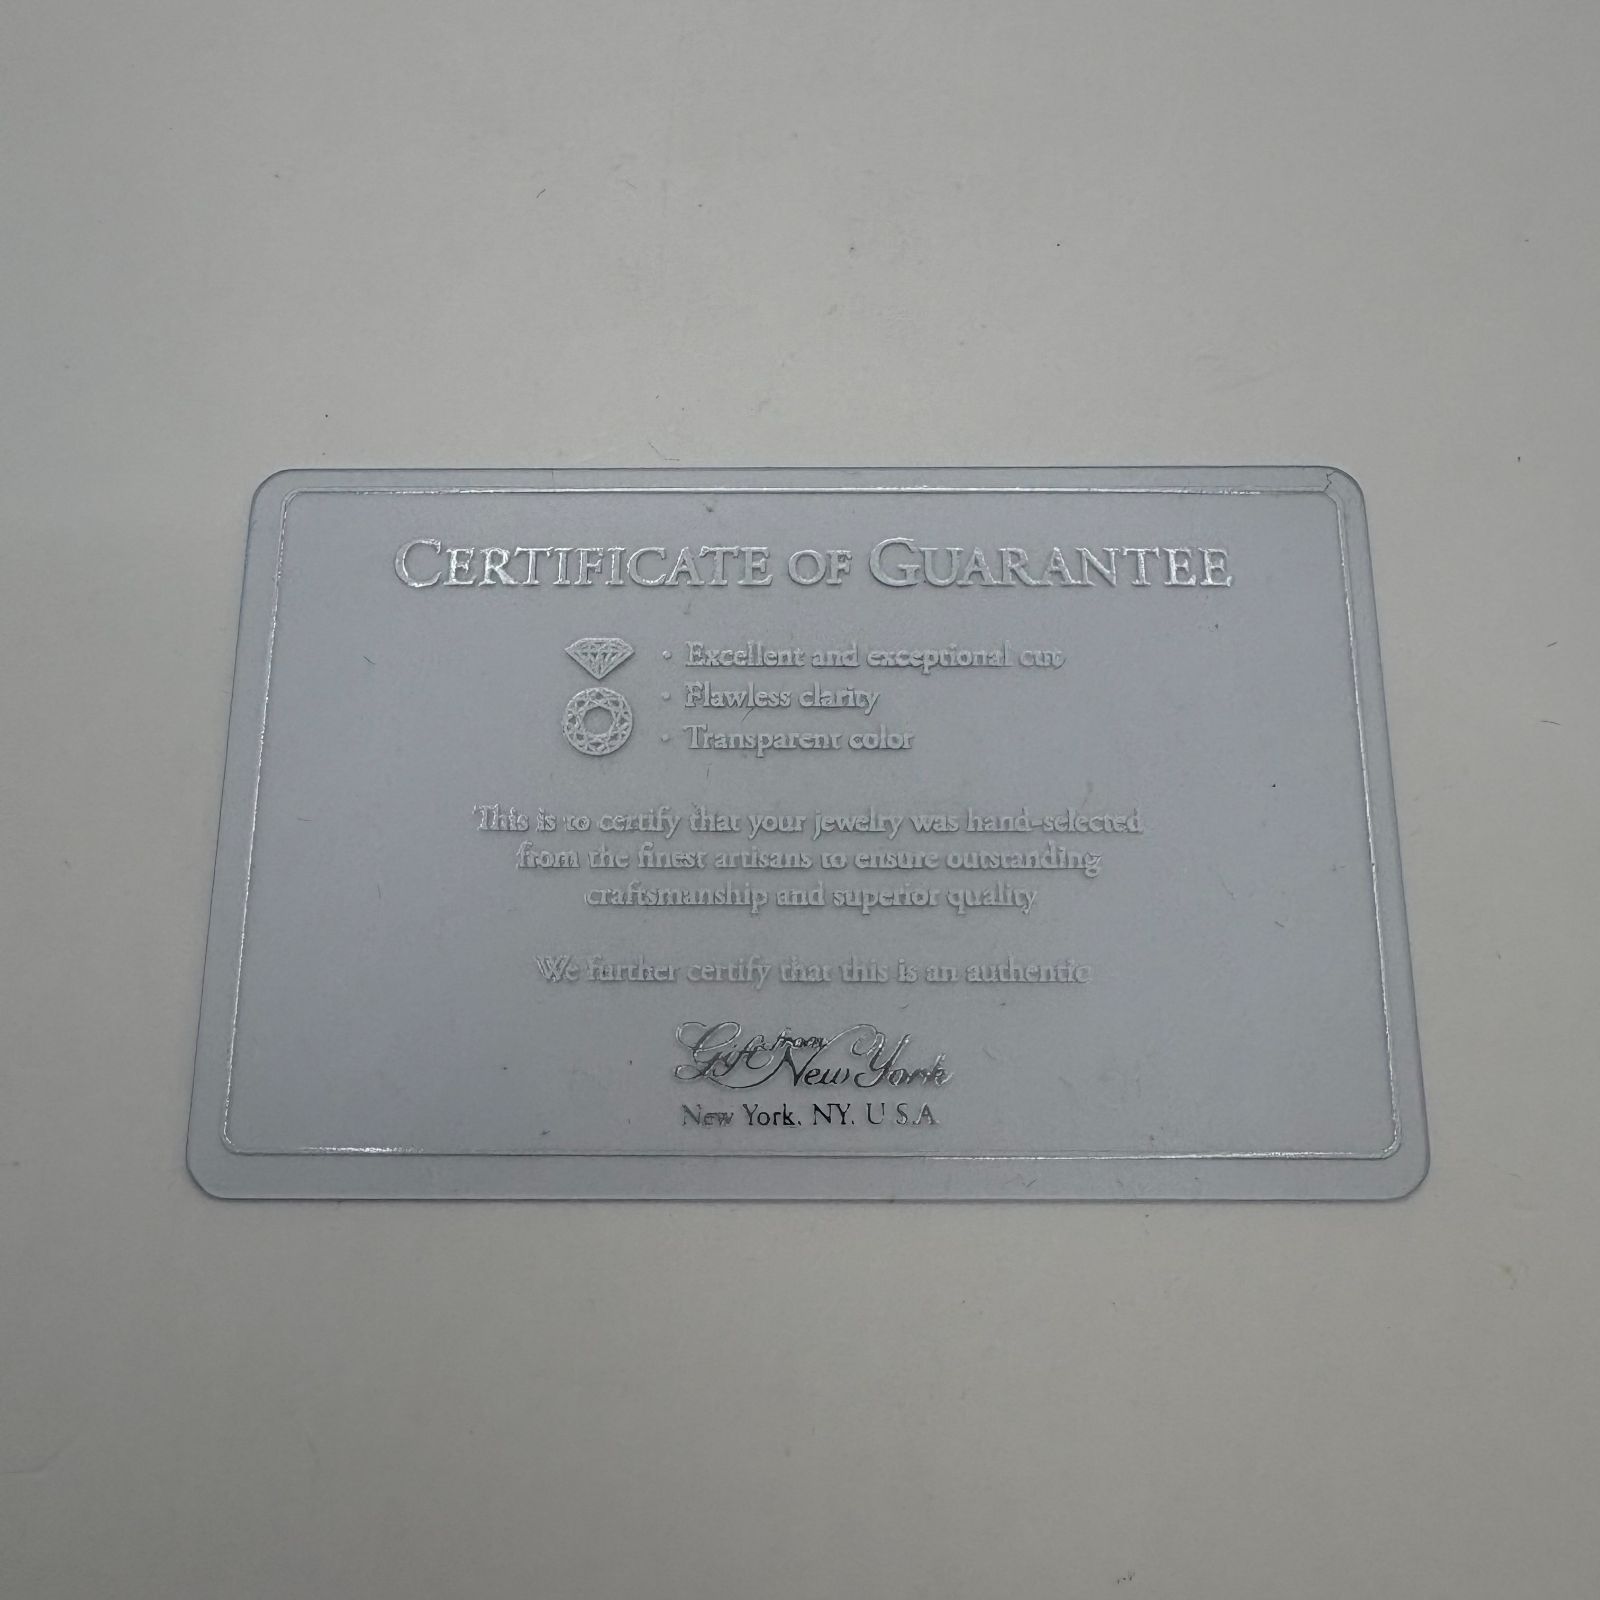 CERTIFICATE OF GUARANTEE
· Excellent and exceptional cut
· Flawless clarity
· Transparent color
This is to certify that your jewelry was hand-selected
from the finest artisans to ensure outstanding
craftsmanship and superior quality
We further certify that this is an authentic
Gift from New York
New York, NY, U.S.A